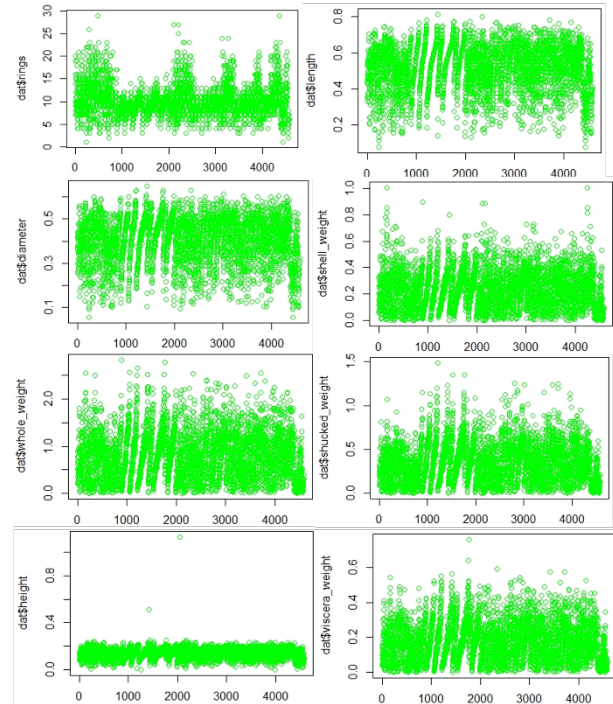 dat$rings
0 5 10 15 20 25 30
0 1000 2000 3000 4000
dat$length
0.2 0.4 0.6 0.8
0 1000 2000 3000 4000
dat$diameter
0.1 0.3 0.5
0 1000 2000 3000 4000
dat$shell_weight
0.0 0.2 0.4 0.6 0.8 1.0
0 1000 2000 3000 4000
dat$whole_weight
0.0 1.0 2.0
0 1000 2000 3000 4000
dat$shucked_weight
0.0 0.5 1.0 1.5
0 1000 2000 3000 4000
dat$height
0.0 0.4 0.8
0 1000 2000 3000 4000
dat$viscera_weight
0.0 0.2 0.4 0.6
0 1000 2000 3000 4000